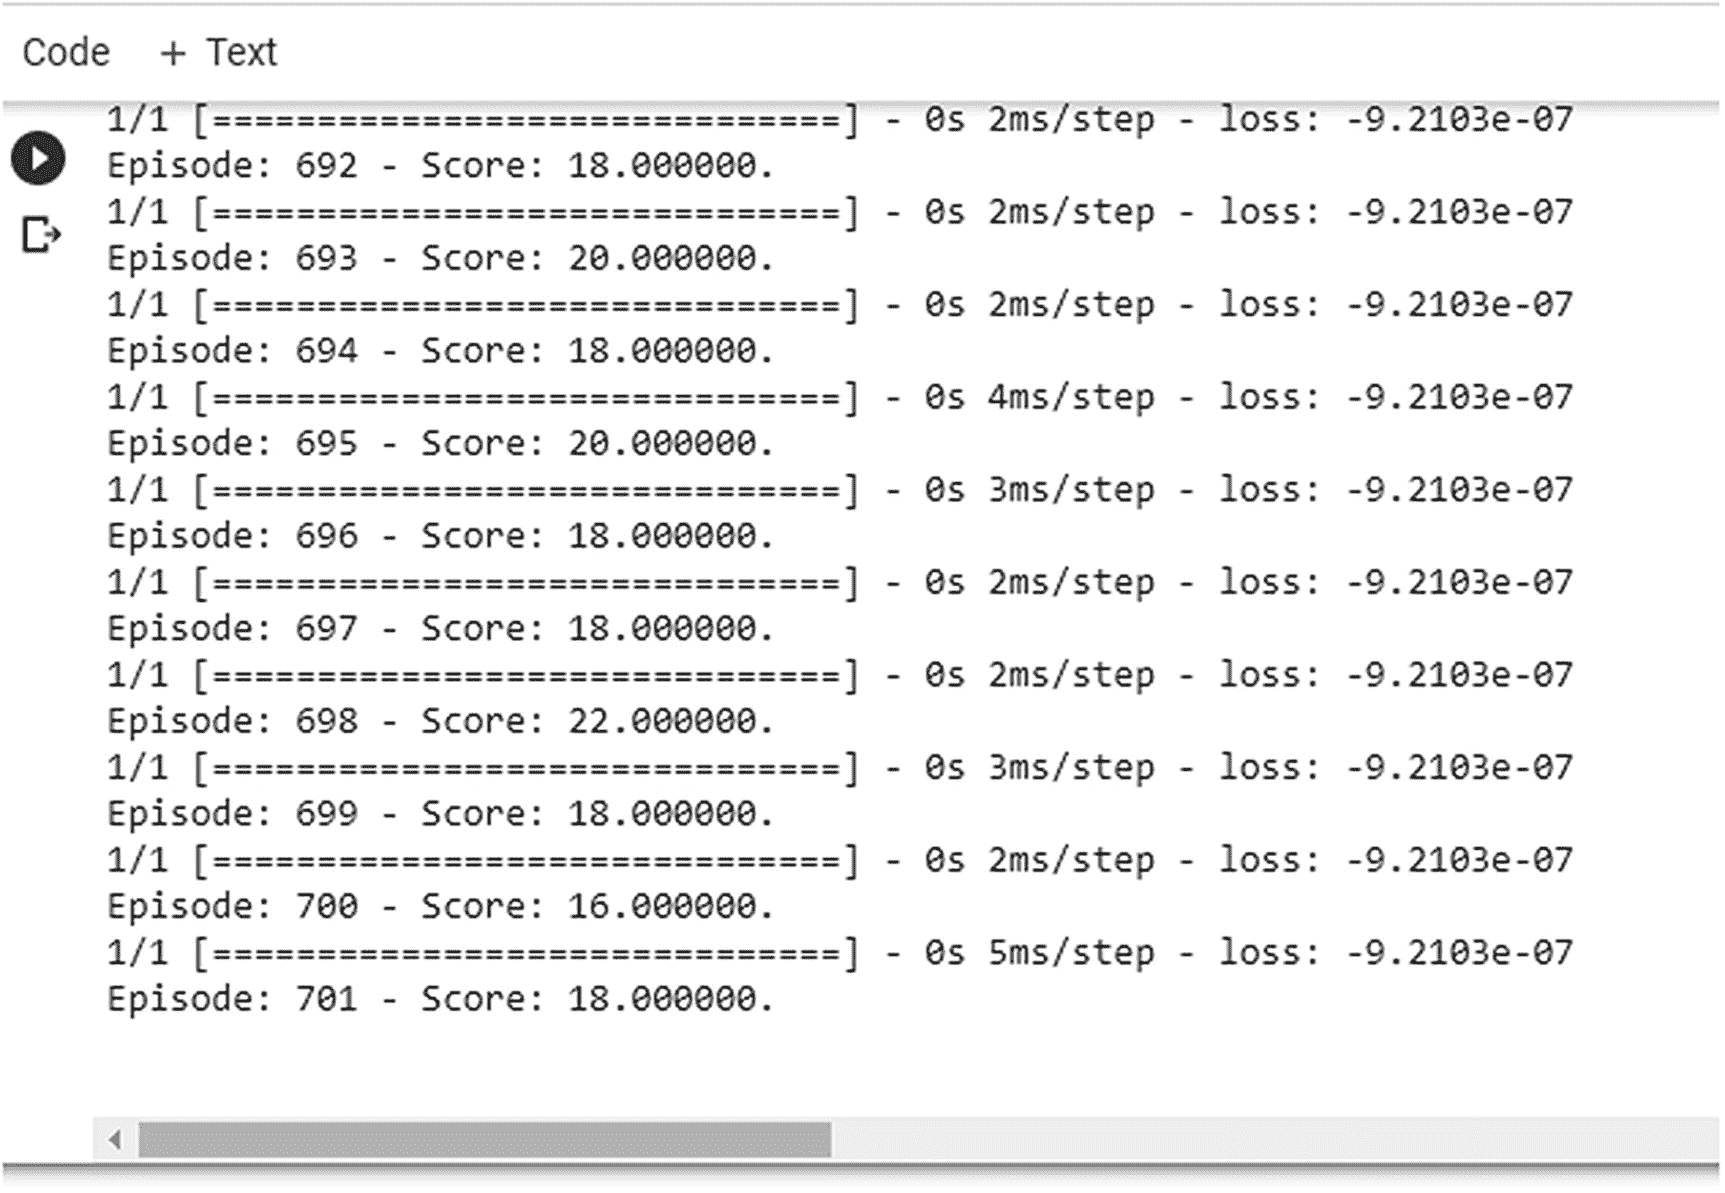 Code + Text
1/1 [==============================] - 0s 2ms/step - loss: -9.2103e-07
Episode: 692 - Score: 18.000000.
1/1 [==============================] - 0s 2ms/step - loss: -9.2103e-07
Episode: 693 - Score: 20.000000.
1/1 [==============================] - 0s 2ms/step - loss: -9.2103e-07
Episode: 694 - Score: 18.000000.
1/1 [==============================] - 0s 4ms/step - loss: -9.2103e-07
Episode: 695 - Score: 20.000000.
1/1 [==============================] - 0s 3ms/step - loss: -9.2103e-07
Episode: 696 - Score: 18.000000.
1/1 [==============================] - 0s 2ms/step - loss: -9.2103e-07
Episode: 697 - Score: 18.000000.
1/1 [==============================] - 0s 2ms/step - loss: -9.2103e-07
Episode: 698 - Score: 22.000000.
1/1 [==============================] - 0s 3ms/step - loss: -9.2103e-07
Episode: 699 - Score: 18.000000.
1/1 [==============================] - 0s 2ms/step - loss: -9.2103e-07
Episode: 700 - Score: 16.000000.
1/1 [==============================] - 0s 5ms/step - loss: -9.2103e-07
Episode: 701 - Score: 18.000000.